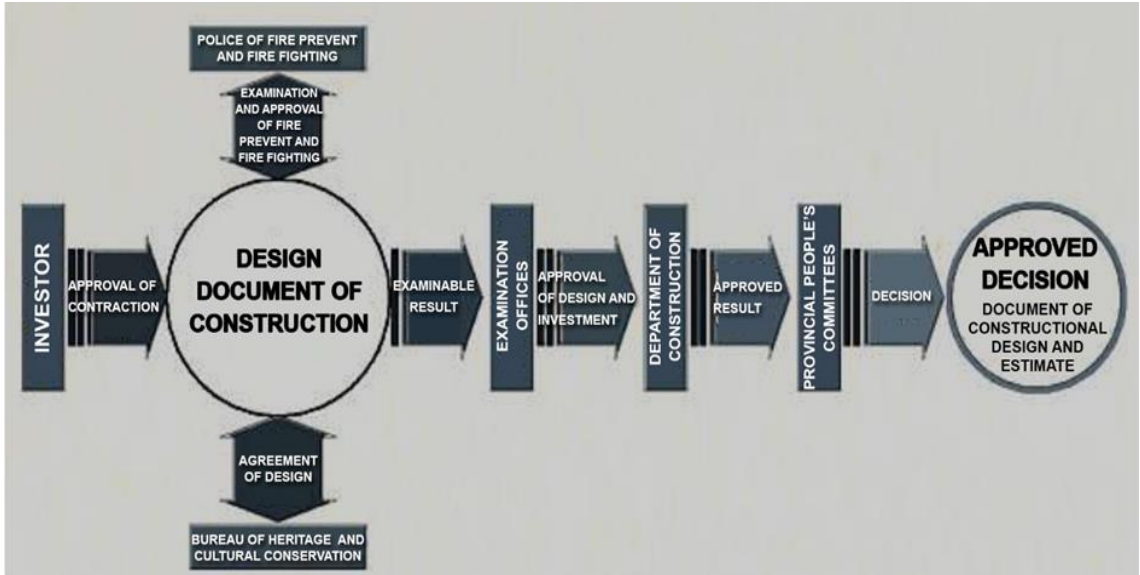 POLICE OF FIRE PREVENT
AND FIRE FIGHTING
EXAMINATION
AND APPROVAL
OF FIRE
PREVENT AND
FIRE FIGHTING
INVESTOR
APPROVAL OF
CONTRACTION
DESIGN
DOCUMENT OF
CONSTRUCTION
EXAMINABLE
RESULT
EXAMINATION
OFFICES
APPROVAL
OF DESIGN AND
INVESTMENT
DEPARTMENT OF
CONSTRUCTION
APPROVED
RESULT
PROVINCIAL PEOPLE'S
COMMITTEES
DECISION
APPROVED
DECISION
DOCUMENT OF
CONSTRUCTIONAL
DESIGN AND
ESTIMATE
AGREEMENT
OF DESIGN
BUREAU OF HERITAGE AND
CULTURAL CONSERVATION